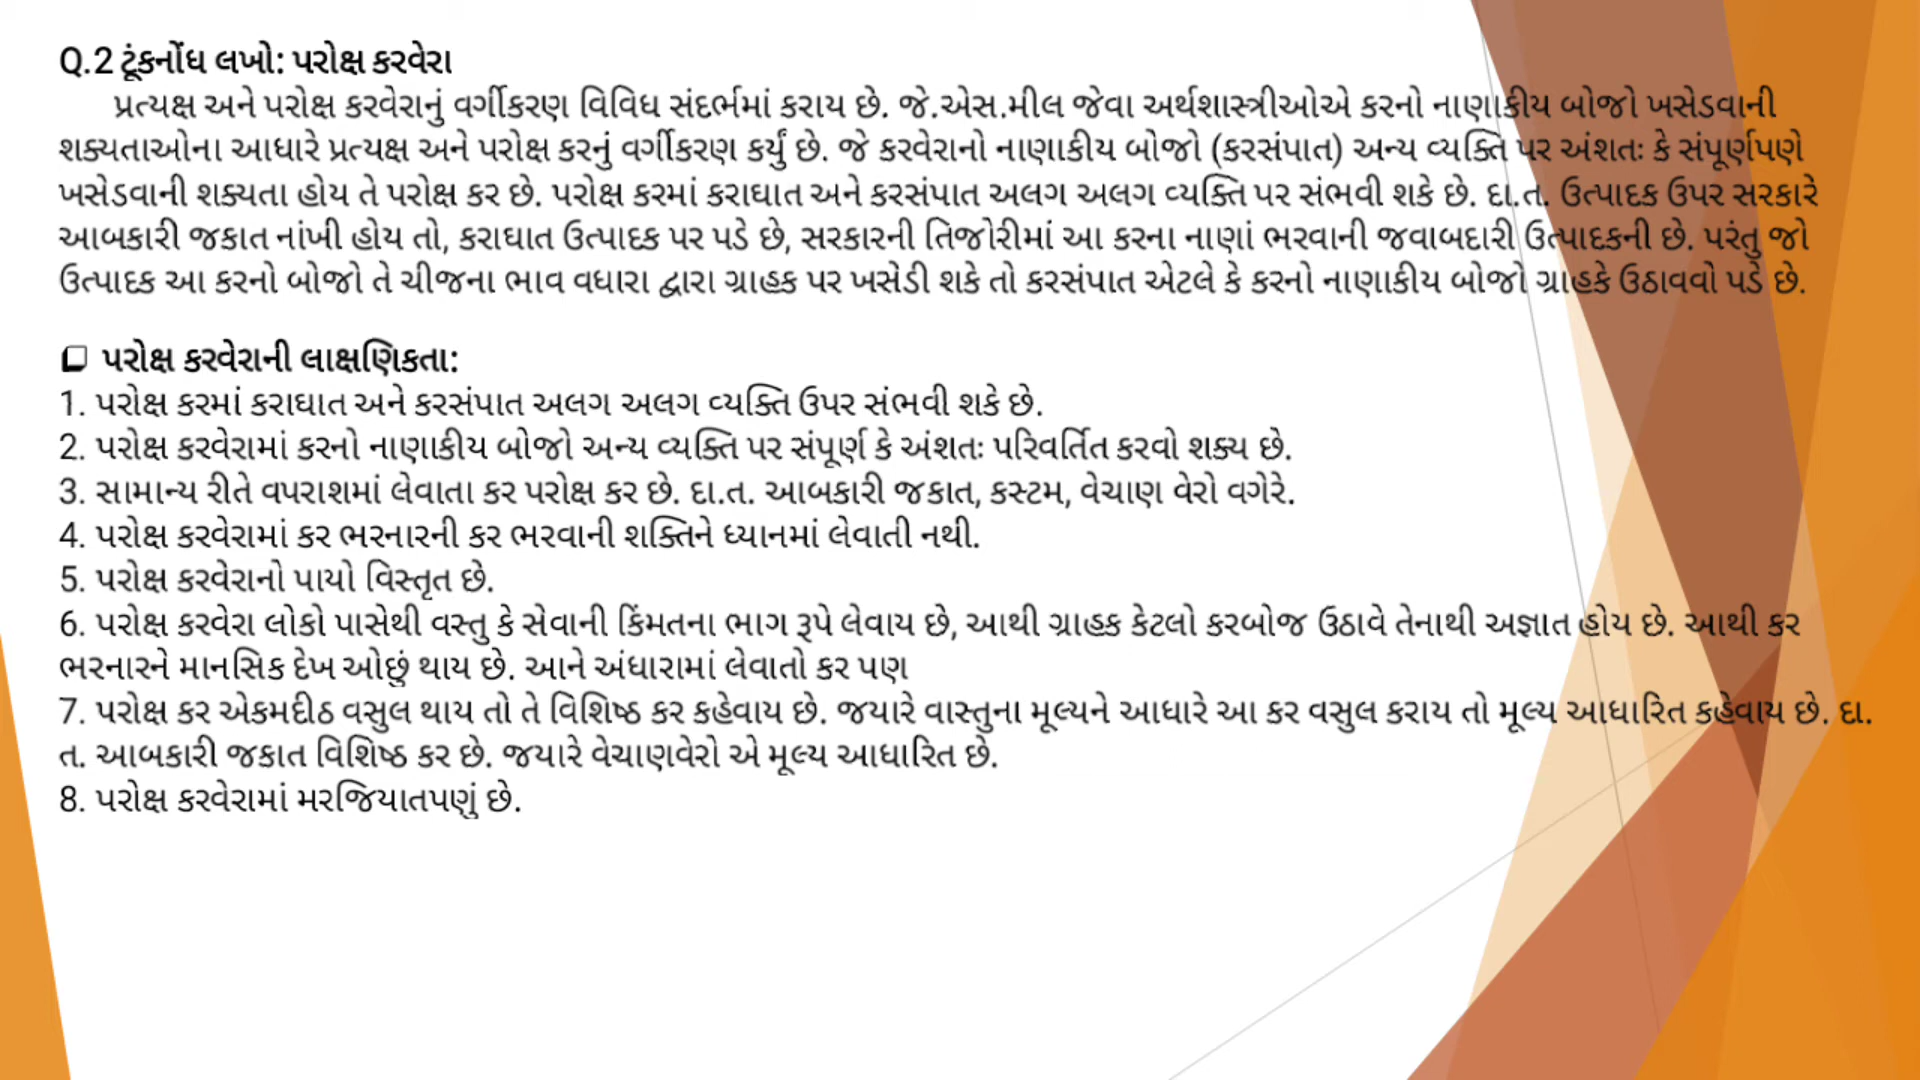 Q.2 ટૂંકનોંધ લખો: પરોક્ષ કરવેરા
પ્રત્યક્ષ અને પરોક્ષ કરવેરાનું વર્ગીકરણ વિવિધ સંદર્ભમાં કરાય છે. જે.એસ.મીલ જેવા અર્થશાસ્ત્રીઓએ કરનો નાણાકીય બોજો ખસેડવાની
શક્યતાઓના આધારે પ્રત્યક્ષ અને પરોક્ષ કરનું વર્ગીકરણ કર્યું છે. જે કરવેરાનો નાણાકીય બોજો (કરસંપાત) અન્ય વ્યક્તિ પર અંશતઃ કે સંપૂર્ણપણે
ખસેડવાની શક્યતા હોય તે પરોક્ષ કર છે. પરોક્ષ કરમાં કરાઘાત અને કરસંપાત અલગ અલગ વ્યક્તિ પર સંભવી શકે છે. દા.ત. ઉત્પાદક ઉપર સરકારે
આબકારી જકાત નાંખી હોય તો, કરાઘાત ઉત્પાદક પર પડે છે, સરકારની તિજોરીમાં આ કરના નાણાં ભરવાની જવાબદારી ઉત્પાદકની છે. પરંતુ જો
ઉત્પાદક આ કરનો બોજો તે ચીજના ભાવ વધારા દ્વારા ગ્રાહક પર ખસેડી શકે તો કરસંપાત એટલે કે કરનો નાણાકીય બોજો ગ્રાહકે ઉઠાવવો પડે છે.
❑ પરોક્ષ કરવેરાની લાક્ષણિકતા:
1. પરોક્ષ કરમાં કરાઘાત અને કરસંપાત અલગ અલગ વ્યક્તિ ઉપર સંભવી શકે છે.
2. પરોક્ષ કરવેરામાં કરનો નાણાકીય બોજો અન્ય વ્યક્તિ પર સંપૂર્ણ કે અંશતઃ પરિવર્તિત કરવો શક્ય છે.
3. સામાન્ય રીતે વપરાશમાં લેવાતા કર પરોક્ષ કર છે. દા.ત. આબકારી જકાત, કસ્ટમ, વેચાણ વેરો વગેરે.
4. પરોક્ષ કરવેરામાં કર ભરનારની કર ભરવાની શક્તિને ધ્યાનમાં લેવાતી નથી.
5. પરોક્ષ કરવેરાનો પાયો વિસ્તૃત છે.
6. પરોક્ષ કરવેરા લોકો પાસેથી વસ્તુ કે સેવાની કિંમતના ભાગ રૂપે લેવાય છે, આથી ગ્રાહક કેટલો કરબોજ ઉઠાવે તેનાથી અજ્ઞાત હોય છે. આથી કર
ભરનારને માનસિક દેખ ઓછું થાય છે. આને અંધારામાં લેવાતો કર પણ
7. પરોક્ષ કર એકમદીઠ વસુલ થાય તો તે વિશિષ્ઠ કર કહેવાય છે. જયારે વાસ્તુના મૂલ્યને આધારે આ કર વસુલ કરાય તો મૂલ્ય આધારિત કહેવાય છે. દા.
ત. આબકારી જકાત વિશિષ્ઠ કર છે. જયારે વેચાણવેરો એ મૂલ્ય આધારિત છે.
8. પરોક્ષ કરવેરામાં મરજિયાતપણું છે.